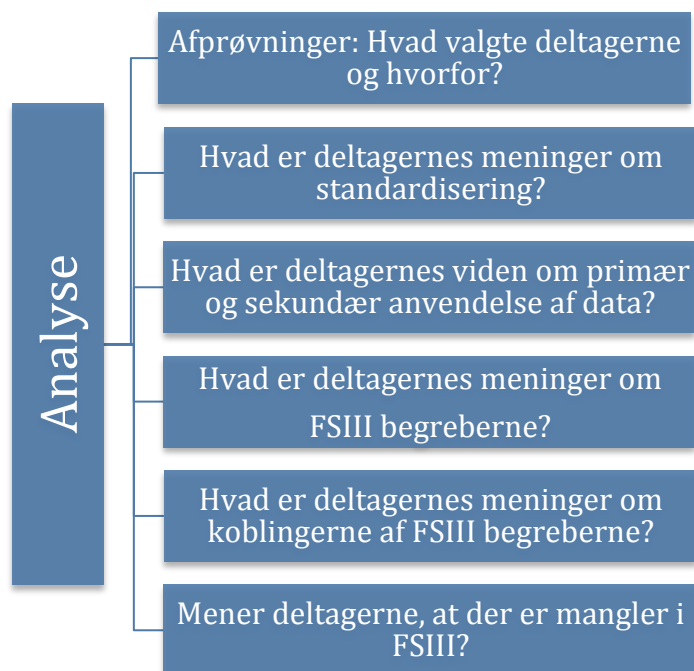 Analyse
Afprøvninger: Hvad valgte deltagerne
og hvorfor?
Hvad er deltagernes meninger om
standardisering?
Hvad er deltagernes viden om primær
og sekundær anvendelse af data?
Hvad er deltagernes meninger om
FSIII begreberne?
Hvad er deltagernes meninger om
koblingerne af FSIII begreberne?
Mener deltagerne, at der er mangler i
FSIII?